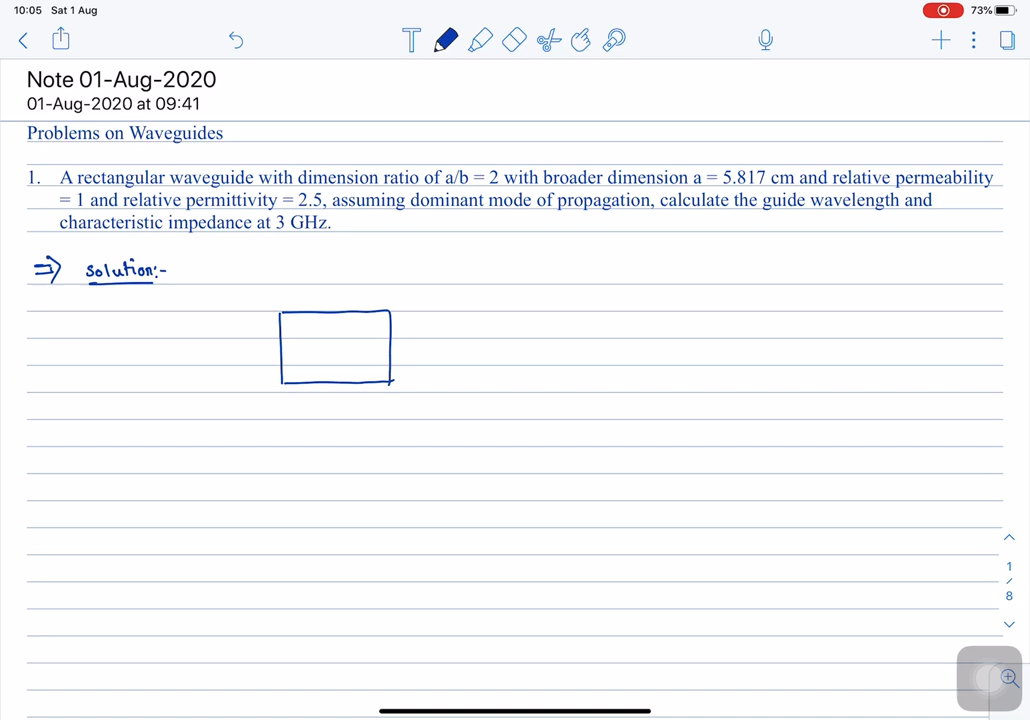 10:05 Sat 1 Aug
73%
Note 01-Aug-2020
01-Aug-2020 at 09:41
Problems on Waveguides
1. A rectangular waveguide with dimension ratio of a/b = 2 with broader dimension a = 5.817 cm and relative permeability
= 1 and relative permittivity = 2.5, assuming dominant mode of propagation, calculate the guide wavelength and
characteristic impedance at 3 GHz.
⇒ Solution:-
1
/
8